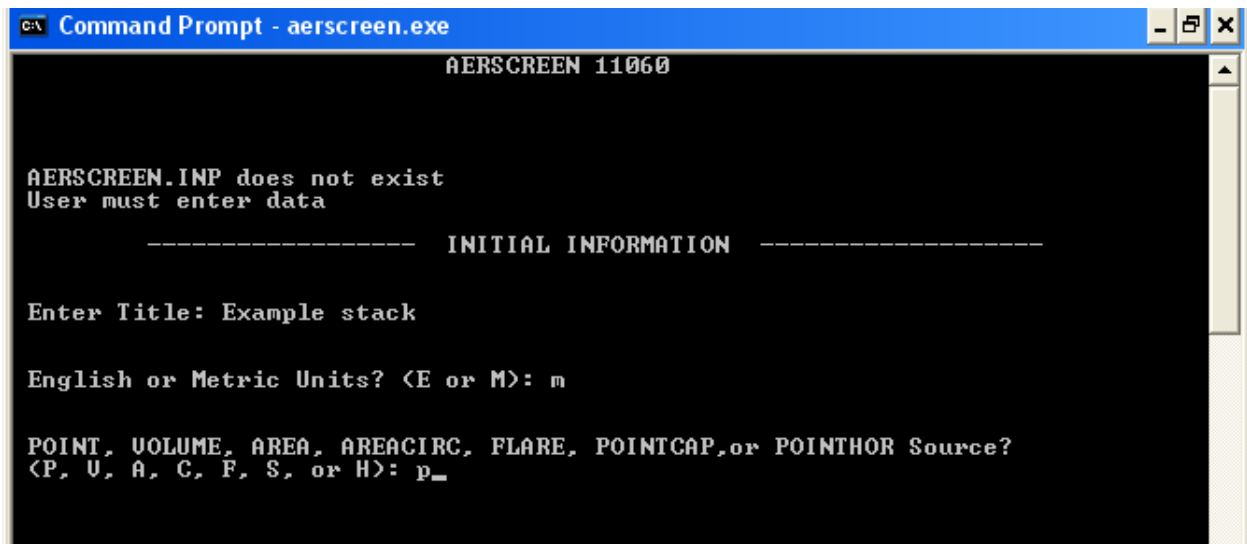 Command Prompt - aerscreen.exe
AERSCREEN 11060
AERSCREEN.INP does not exist
User must enter data
------------------ INITIAL INFORMATION -------------------
Enter Title: Example stack
English or Metric Units? (E or M): m
POINT, VOLUME, AREA, AREACIRC, FLARE, POINTCAP,or POINTHOR Source?
(P, V, A, C, F, S, or H): p_